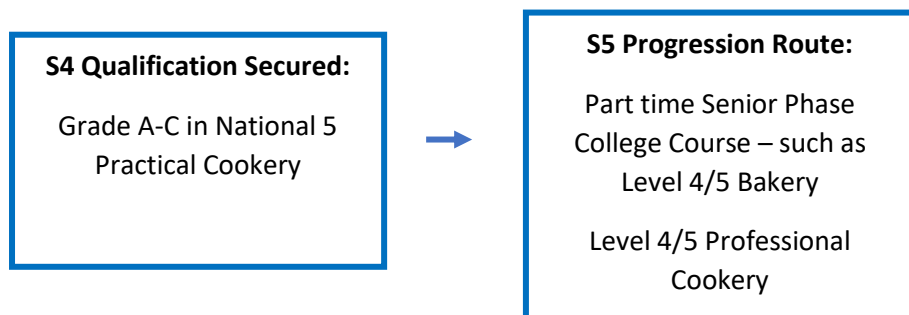 S4 Qualification Secured:
Grade A-C in National 5
Practical Cookery
S5 Progression Route:
Part time Senior Phase
College Course – such as
Level 4/5 Bakery
Level 4/5 Professional
Cookery